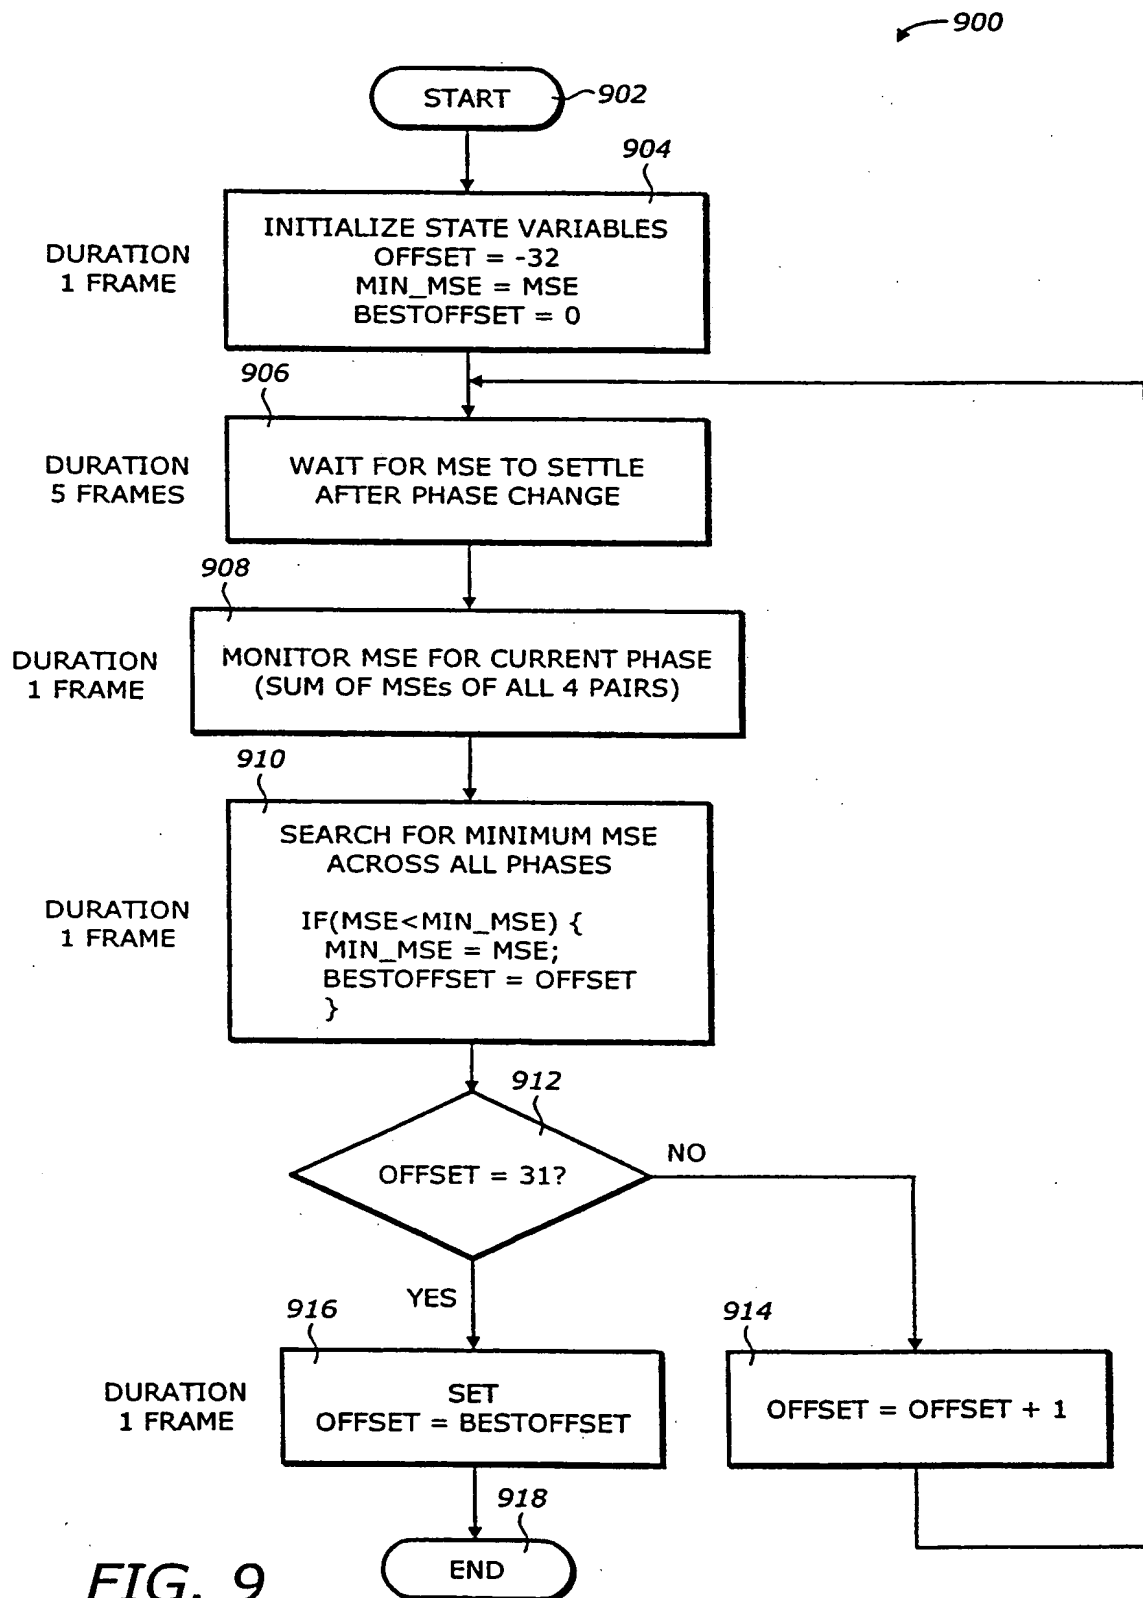 900
START
902
904
DURATION
1 FRAME
INITIALIZE STATE VARIABLES
OFFSET = -32
MIN_MSE = MSE
BESTOFFSET = 0
906
DURATION
5 FRAMES
WAIT FOR MSE TO SETTLE
AFTER PHASE CHANGE
908
DURATION
1 FRAME
MONITOR MSE FOR CURRENT PHASE
(SUM OF MSEs OF ALL 4 PAIRS)
910
DURATION
1 FRAME
SEARCH FOR MINIMUM MSE
ACROSS ALL PHASES
IF(MSE<MIN_MSE) {
MIN_MSE = MSE;
BESTOFFSET = OFFSET
}
912
OFFSET = 31?
NO
YES
916
DURATION
1 FRAME
SET
OFFSET = BESTOFFSET
914
OFFSET = OFFSET + 1
918
END
FIG. 9